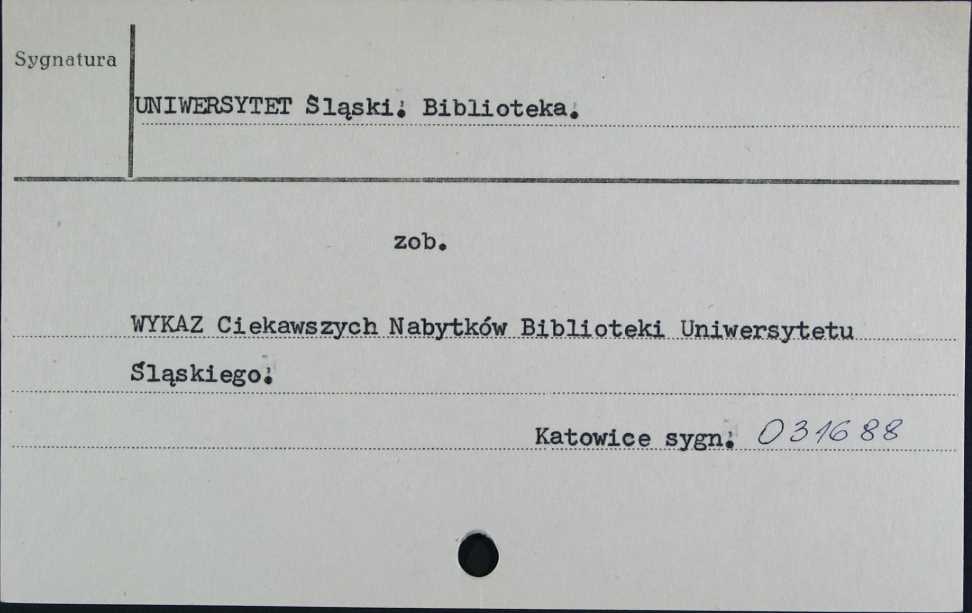 Sygnatura
UNIWERSYTET Śląski. Biblioteka.
zob.
WYKAZ Ciekawszych Nabytków Biblioteki Uniwersytetu
Śląskiego.
Katowice sygn. 031688